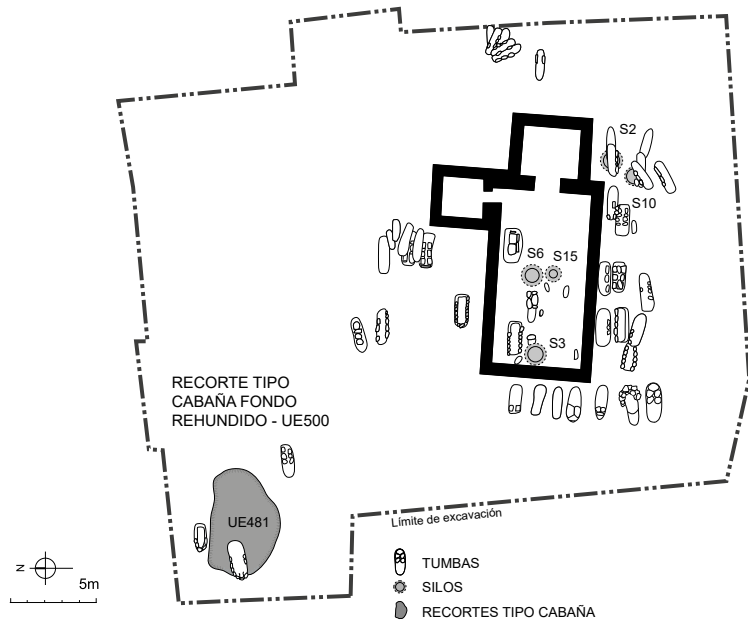 S2
S10
S6
S15
S3
RECORTE TIPO
CABAÑA FONDO
REHUNDIDO - UE500
UE481
Límite de excavación
N
5m
TUMBAS
SILOS
RECORTES TIPO CABAÑA